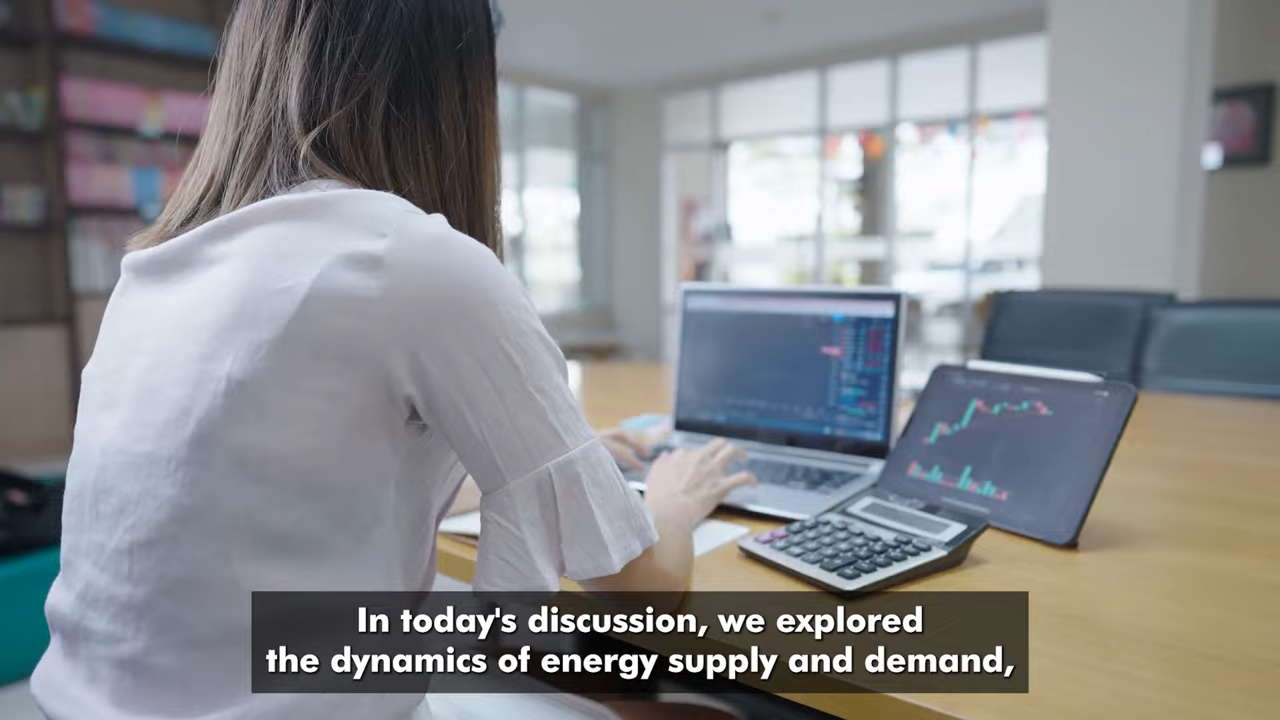 In today's discussion, we explored
the dynamics of energy supply and demand,